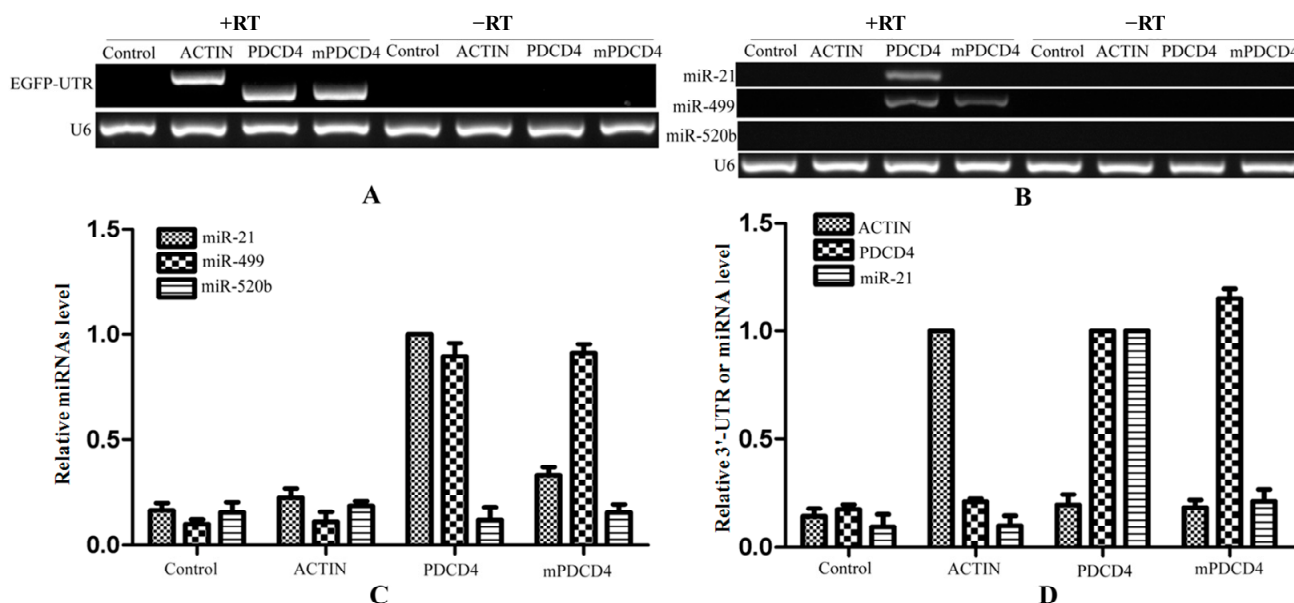 +RT −RT
Control ACTIN PDCD4 mPDCD4 Control ACTIN PDCD4 mPDCD4
EGFP-UTR
U6
A
+RT −RT
Control ACTIN PDCD4 mPDCD4 Control ACTIN PDCD4 mPDCD4
miR-21
miR-499
miR-520b
U6
B
Relative miRNAs level
1.5
1.0
0.5
0.0
miR-21
miR-499
miR-520b
Control ACTIN PDCD4 mPDCD4
C
Relative 3'-UTR or miRNA level
1.5
1.0
0.5
0.0
ACTIN
PDCD4
miR-21
Control ACTIN PDCD4 mPDCD4
D